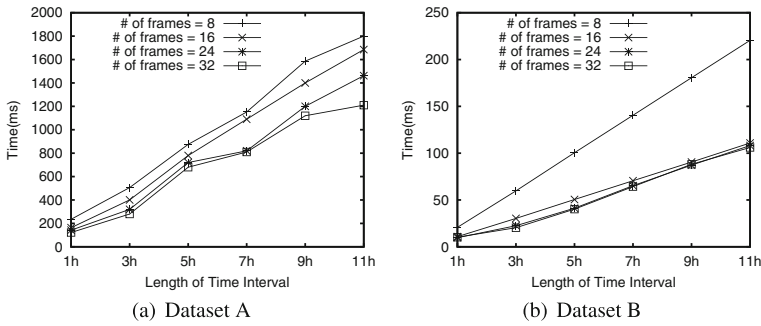 2000
1800
1600
1400
1200
1000
800
600
400
200
0
Time(ms)
# of frames = 8
# of frames = 16
# of frames = 24
# of frames = 32
1h 3h 5h 7h 9h 11h
Length of Time Interval
(a) Dataset A
250
200
150
100
50
0
Time(ms)
# of frames = 8
# of frames = 16
# of frames = 24
# of frames = 32
1h 3h 5h 7h 9h 11h
Length of Time Interval
(b) Dataset B